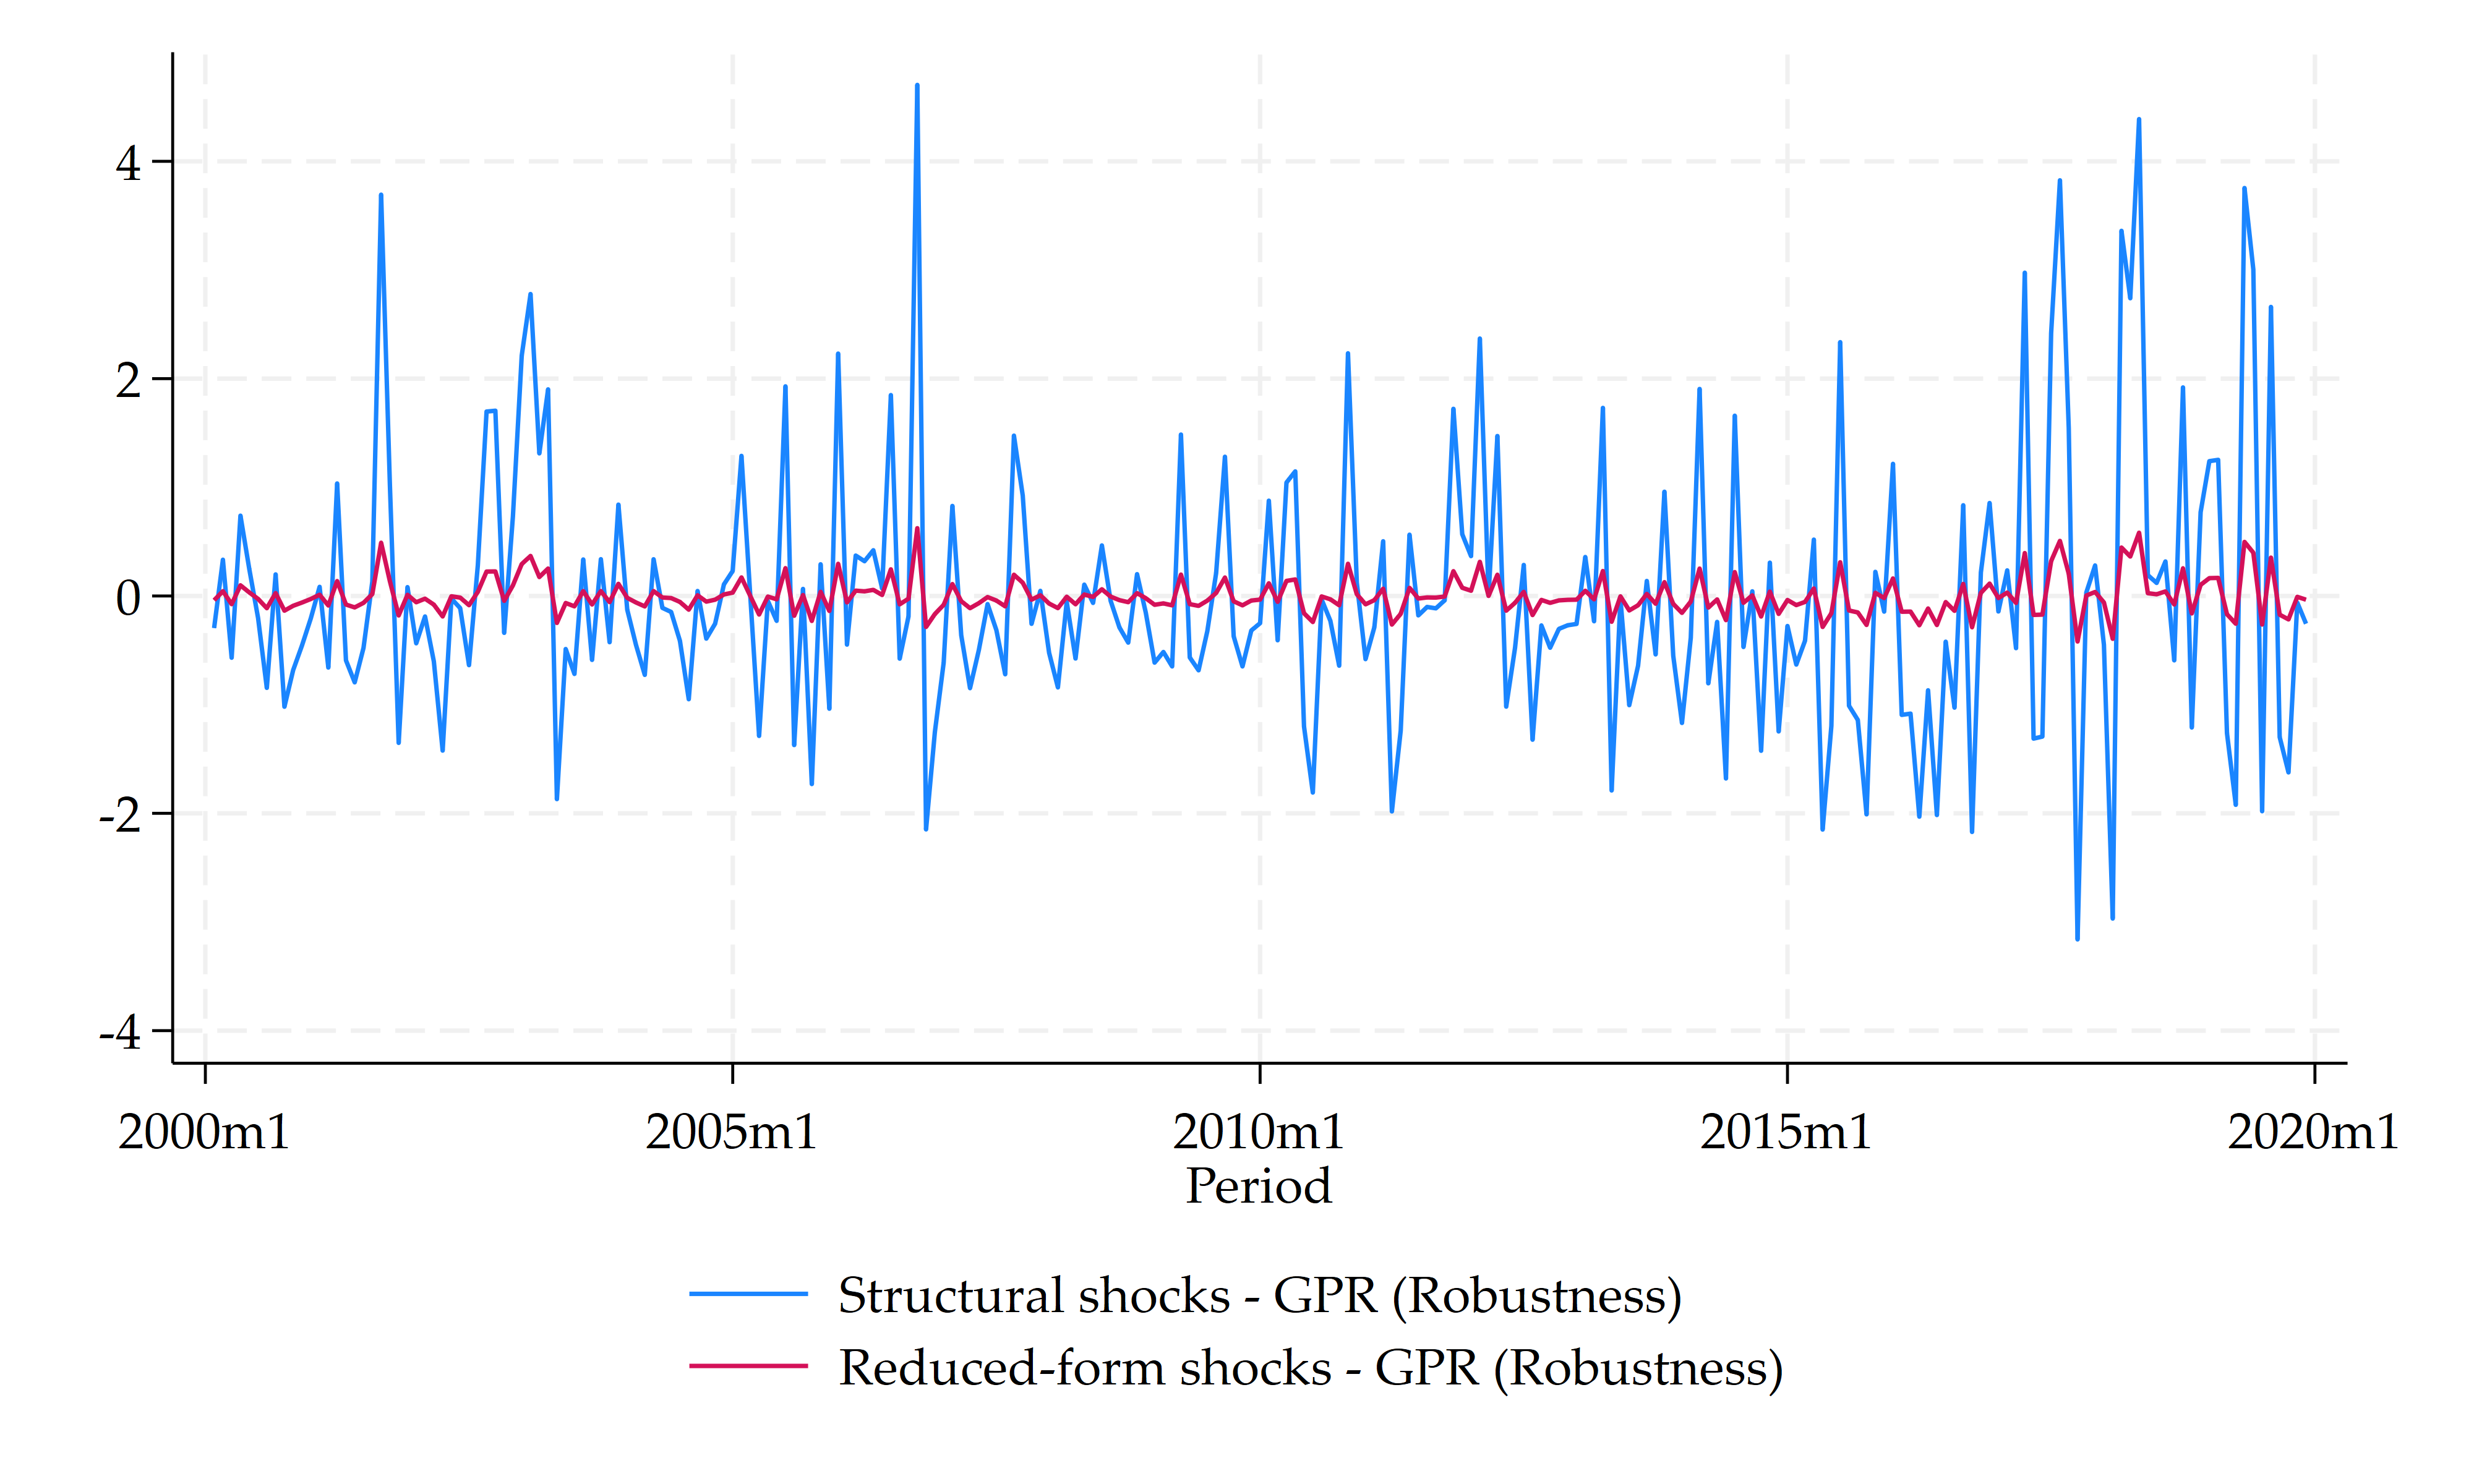 4
2
0
-2
-4
2000m1 2005m1 2010m1 2015m1 2020m1
Period
Structural shocks - GPR (Robustness)
Reduced-form shocks - GPR (Robustness)